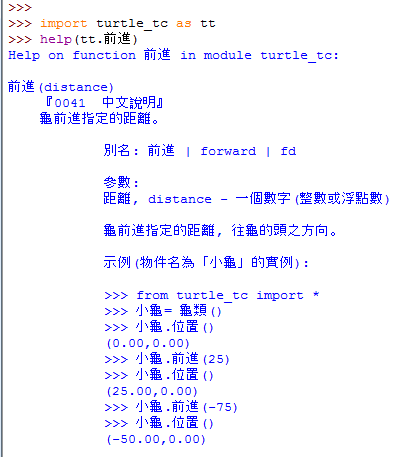 >>>
>>> import turtle_tc as tt
>>> help(tt.前進)
Help on function 前進 in module turtle_tc:
前進(distance)
『0041  中文說明』
龜前進指定的距離。
別名: 前進 | forward | fd
參數:
距離, distance - 一個數字(整數或浮點數)
龜前進指定的距離, 往龜的頭之方向。
示例(物件名為「小龜」的實例):
>>> from turtle_tc import *
>>> 小龜= 龜類()
>>> 小龜.位置()
(0.00,0.00)
>>> 小龜.前進(25)
>>> 小龜.位置()
(25.00,0.00)
>>> 小龜.前進(-75)
>>> 小龜.位置()
(-50.00,0.00)